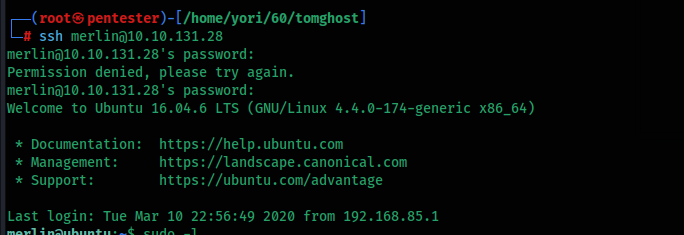 ┌──(root㉿pentester)-[/home/yori/60/tomghost]
└─# ssh merlin@10.10.131.28
merlin@10.10.131.28's password:
Permission denied, please try again.
merlin@10.10.131.28's password:
Welcome to Ubuntu 16.04.6 LTS (GNU/Linux 4.4.0-174-generic x86_64)
* Documentation:  https://help.ubuntu.com
* Management:     https://landscape.canonical.com
* Support:        https://ubuntu.com/advantage
Last login: Tue Mar 10 22:56:49 2020 from 192.168.85.1
merlin@ubuntu:~$ sudo -l